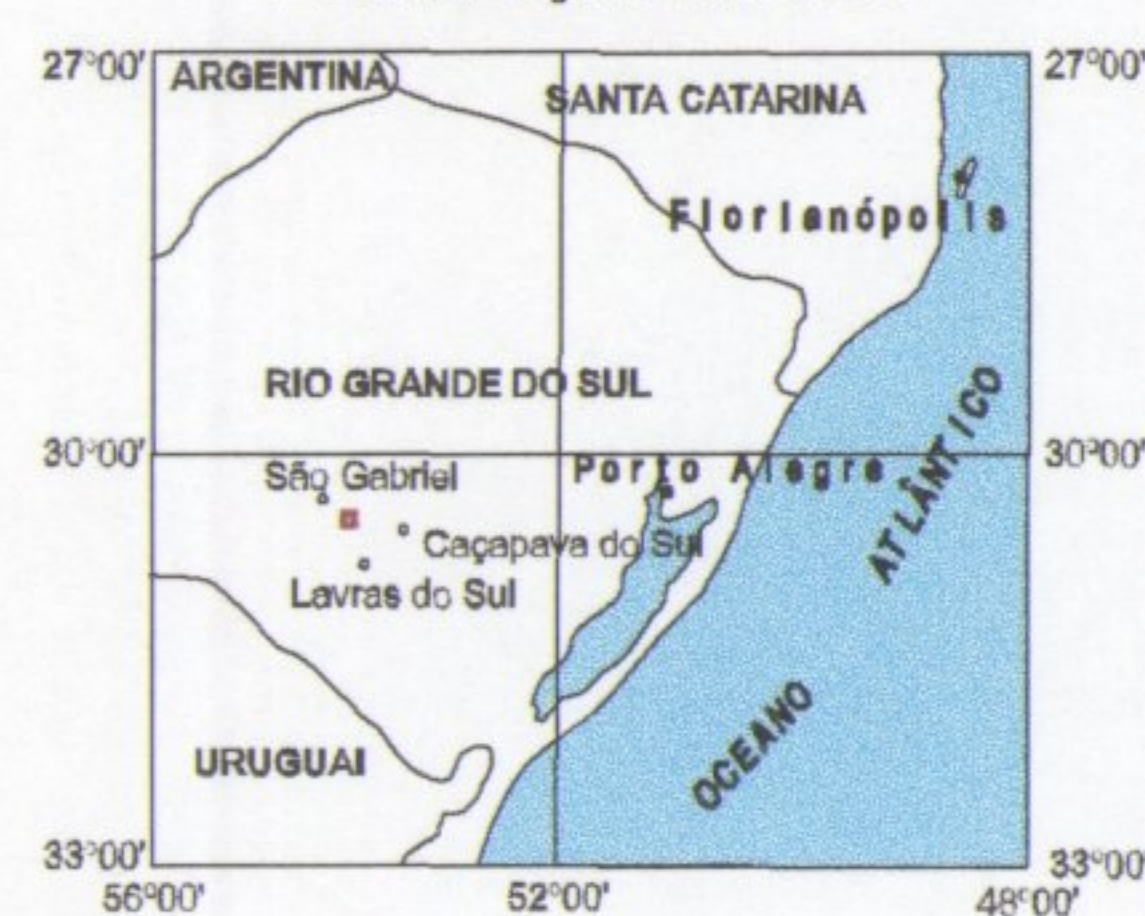 27°00' 27°00'
ARGENTINA
SANTA CATARINA
Florianópolis
RIO GRANDE DO SUL
ATLÂNTICO
30°00' 30°00'
São Gabriel
Porto Alegre
Caçapava do Sul
Lavras do Sul
OCEANO
URUGUAI
33°00' 33°00'
56°00' 52°00' 48°00'